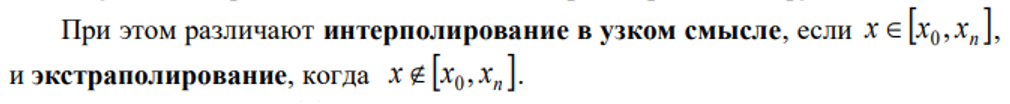 При этом различают интерполирование в узком смысле, если x ∈ [x₀, xₙ],
и экстраполирование, когда x ∉ [x₀, xₙ].